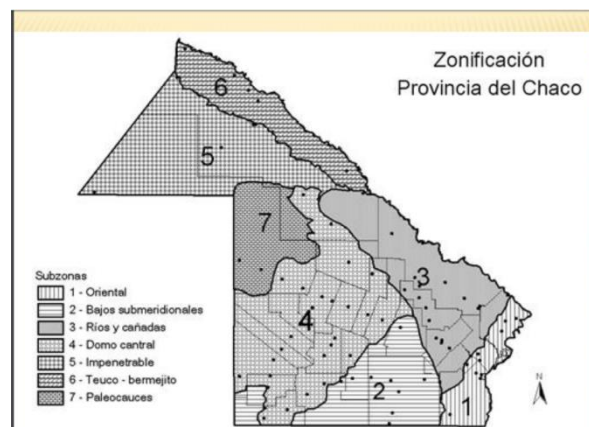 Zonificación
Provincia del Chaco
6
5
7
3
4
2
1
Subzonas
1 - Oriental
2 - Bajos submeridionales
3 - Ríos y cañadas
4 - Domo cantral
5 - Impenetrable
6 - Teuco - bermejito
7 - Paleocauces
N